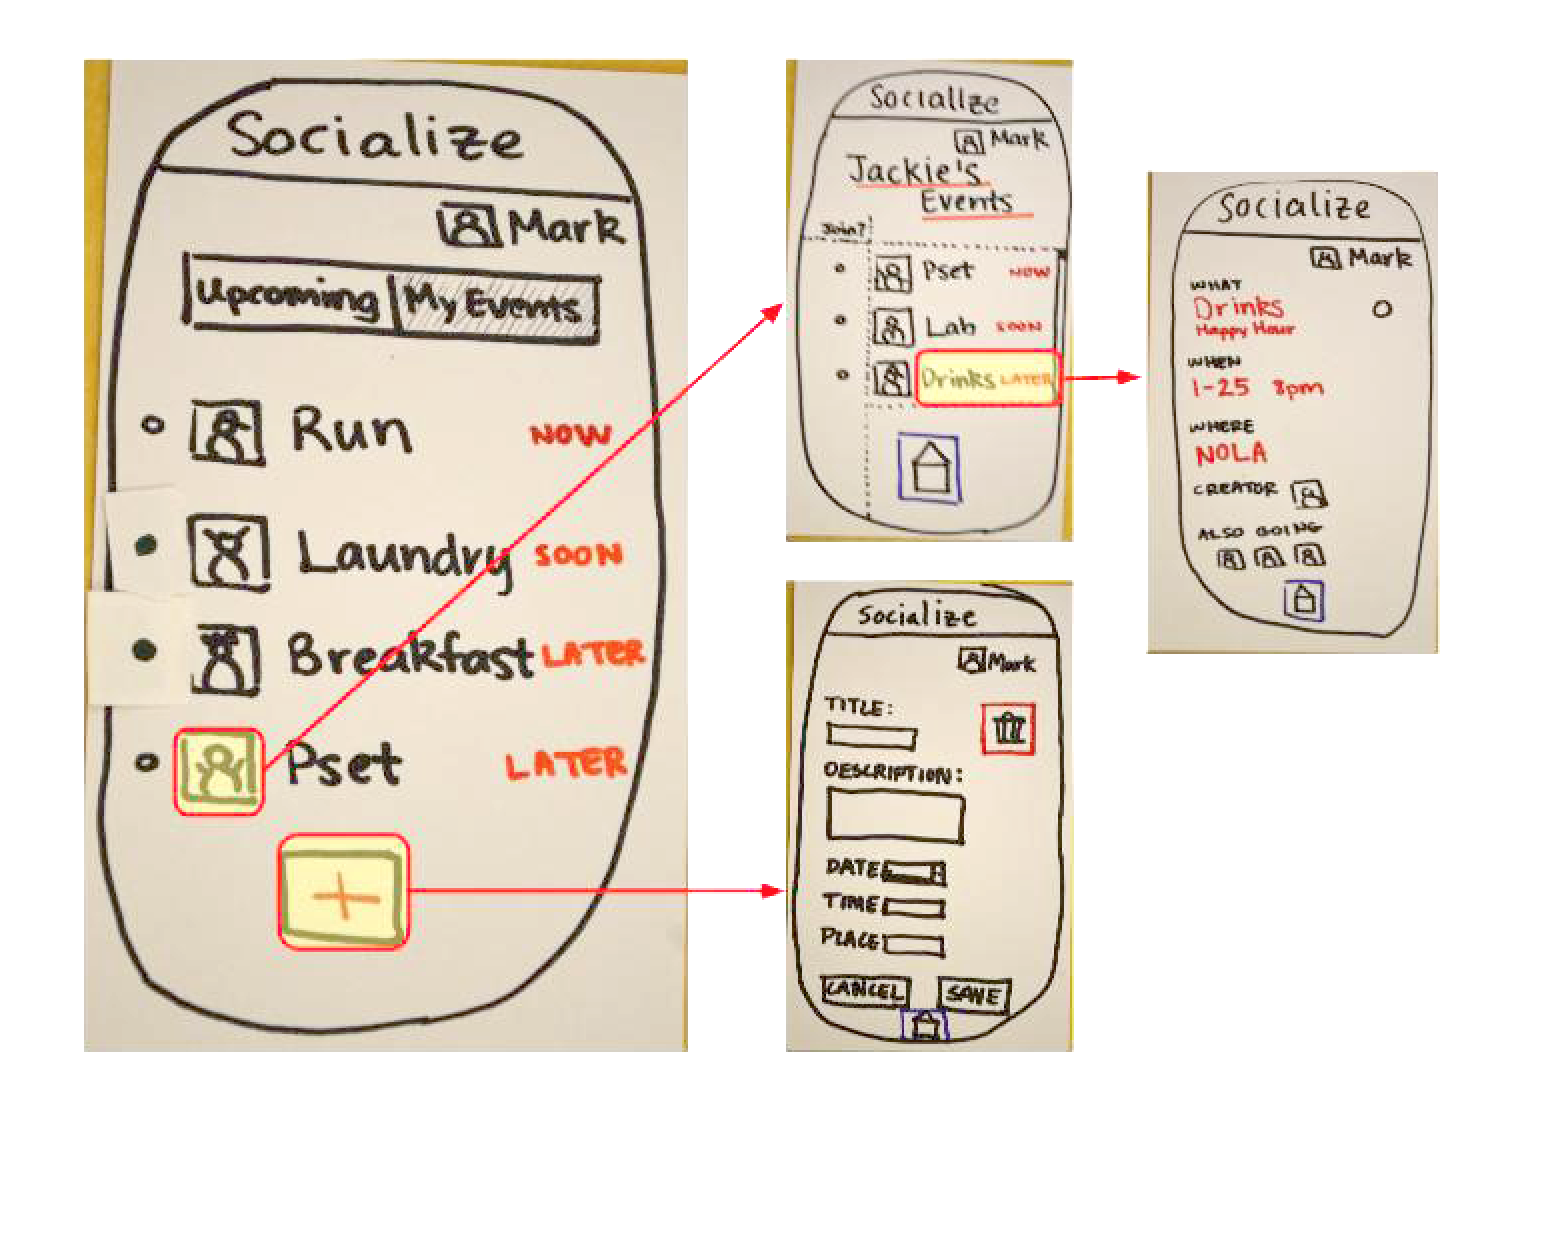 Socialize
Mark
Upcoming My Events
Run NOW
Laundry SOON
Breakfast LATER
Pset LATER
+
Socialize
Mark
Jackie's
Events
Join?
Pset NOW
Lab SOON
Drinks LATER
Socialize
Mark
WHAT
Drinks
Happy Hour
WHEN
1-25 8pm
WHERE
NOLA
CREATOR
ALSO GOING
Socialize
Mark
TITLE:
DESCRIPTION:
DATE
TIME
PLACE
CANCEL SAVE